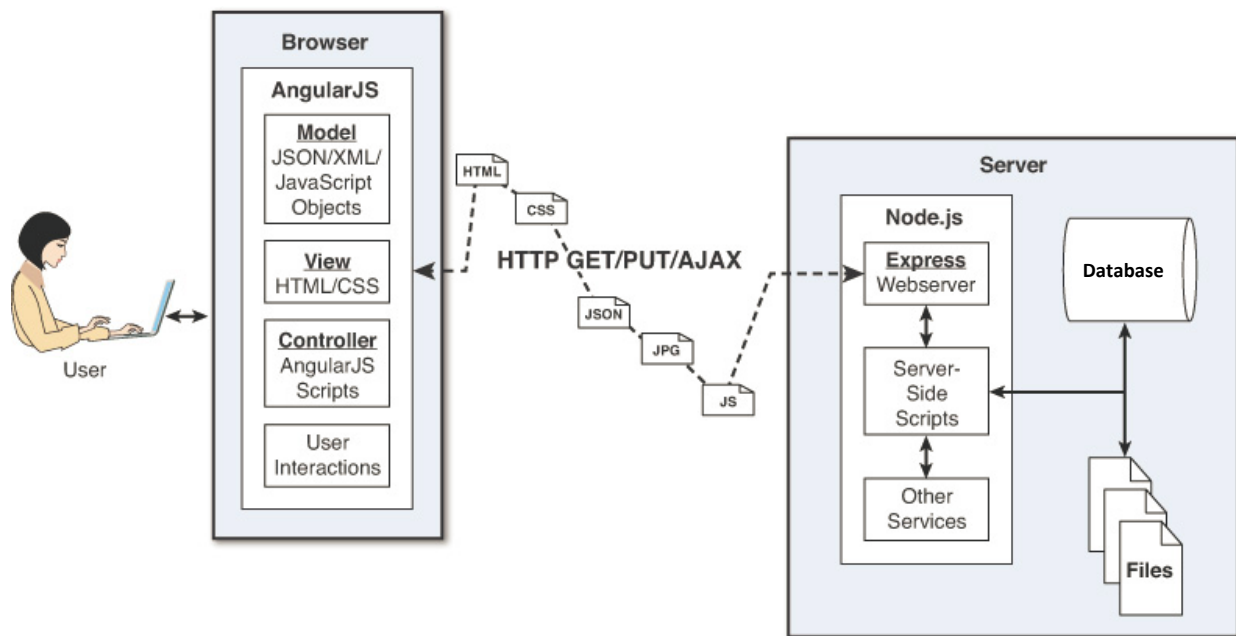 Browser
AngularJS
Model
JSON/XML/
JavaScript
Objects
View
HTML/CSS
Controller
AngularJS
Scripts
User
Interactions
User
HTML
CSS
HTTP GET/PUT/AJAX
JSON
JPG
JS
Server
Node.js
Express
Webserver
Server-
Side
Scripts
Other
Services
Database
Files